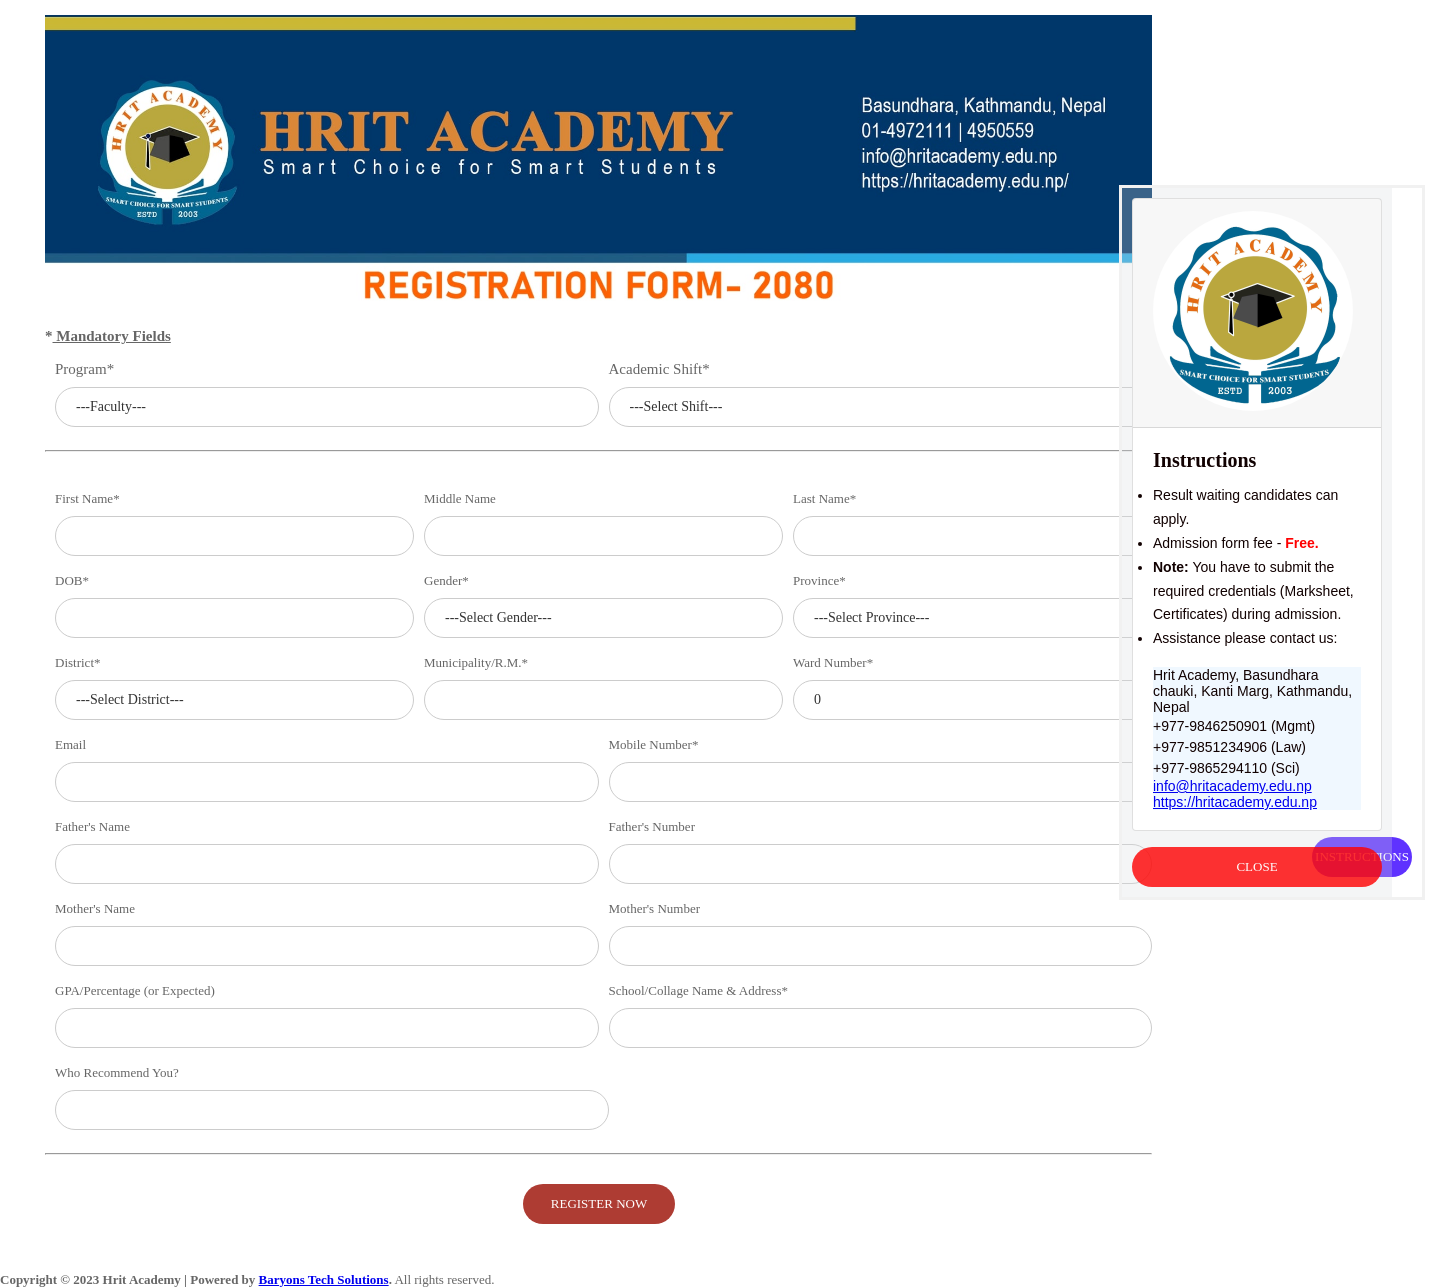 HRIT ACADEMY
SMART CHOICE FOR SMART STUDENTS
ESTD 2003
HRIT ACADEMY
Smart Choice for Smart Students
Basundhara, Kathmandu, Nepal
01-4972111 | 4950559
info@hritacademy.edu.np
https://hritacademy.edu.np/
REGISTRATION FORM- 2080
* Mandatory Fields
Program* Academic Shift*
---Faculty--- ---Select Shift---
First Name* Middle Name Last Name*
DOB* Gender* Province*
---Select Gender--- ---Select Province---
District* Municipality/R.M.* Ward Number*
---Select District--- 0
Email Mobile Number*
Father's Name Father's Number
Mother's Name Mother's Number
GPA/Percentage (or Expected) School/Collage Name & Address*
Who Recommend You?
REGISTER NOW
HRIT ACADEMY
SMART CHOICE FOR SMART STUDENTS
ESTD 2003
Instructions
Result waiting candidates can
apply.
Admission form fee - Free.
Note: You have to submit the
required credentials (Marksheet,
Certificates) during admission.
Assistance please contact us:
Hrit Academy, Basundhara
chauki, Kanti Marg, Kathmandu,
Nepal
+977-9846250901 (Mgmt)
+977-9851234906 (Law)
+977-9865294110 (Sci)
info@hritacademy.edu.np
https://hritacademy.edu.np
INSTRUCTIONS
CLOSE
Copyright © 2023 Hrit Academy | Powered by Baryons Tech Solutions. All rights reserved.